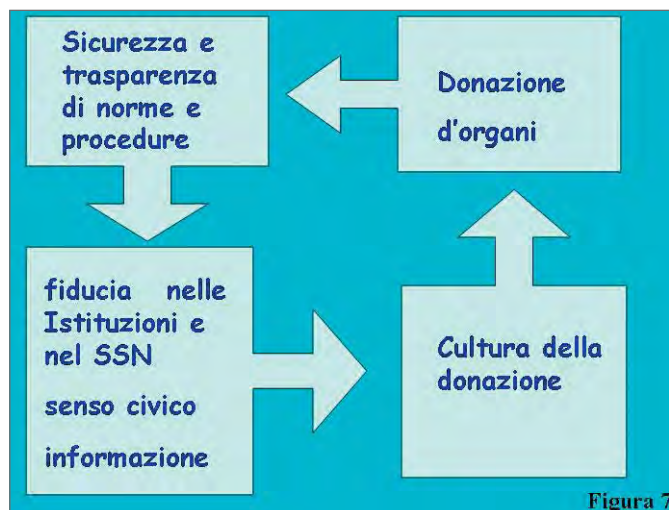 Sicurezza e
trasparenza
di norme e
procedure
Donazione
d'organi
fiducia nelle
Istituzioni e
nel SSN
senso civico
informazione
Cultura della
donazione
Figura 7